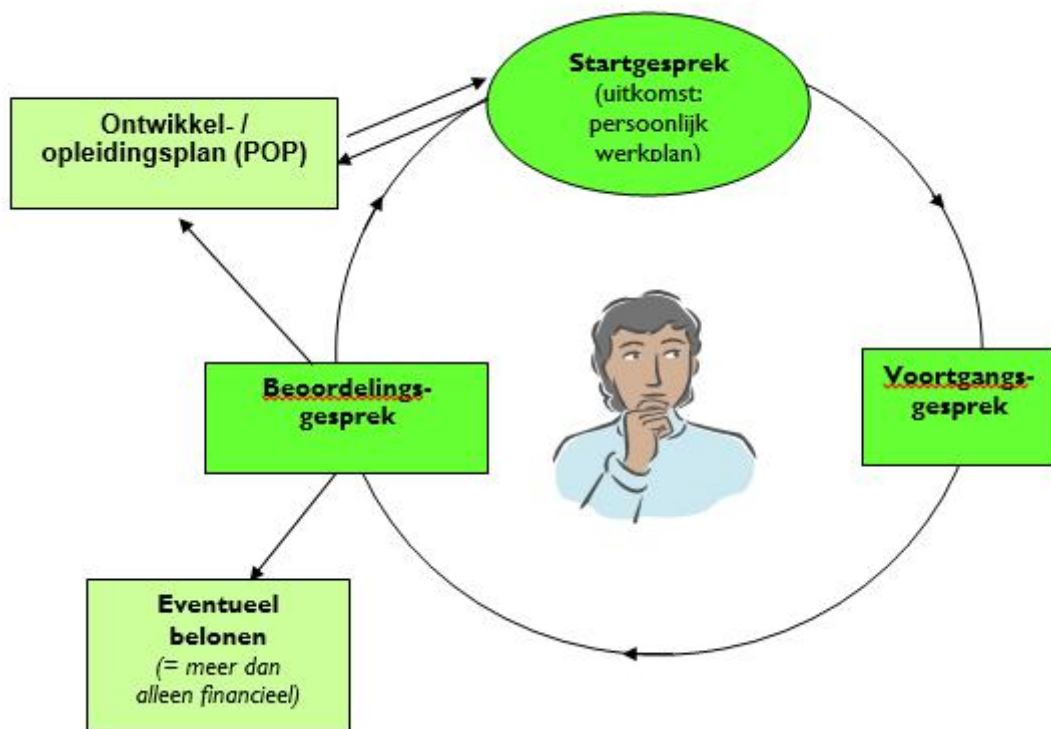 Startgesprek
(uitkomst:
persoonlijk
werkplan)
Ontwikkel- /
opleidingsplan (POP)
Beoordelings-
gesprek
Voortgangs-
gesprek
Eventueel
belonen
(= meer dan
alleen financieel)